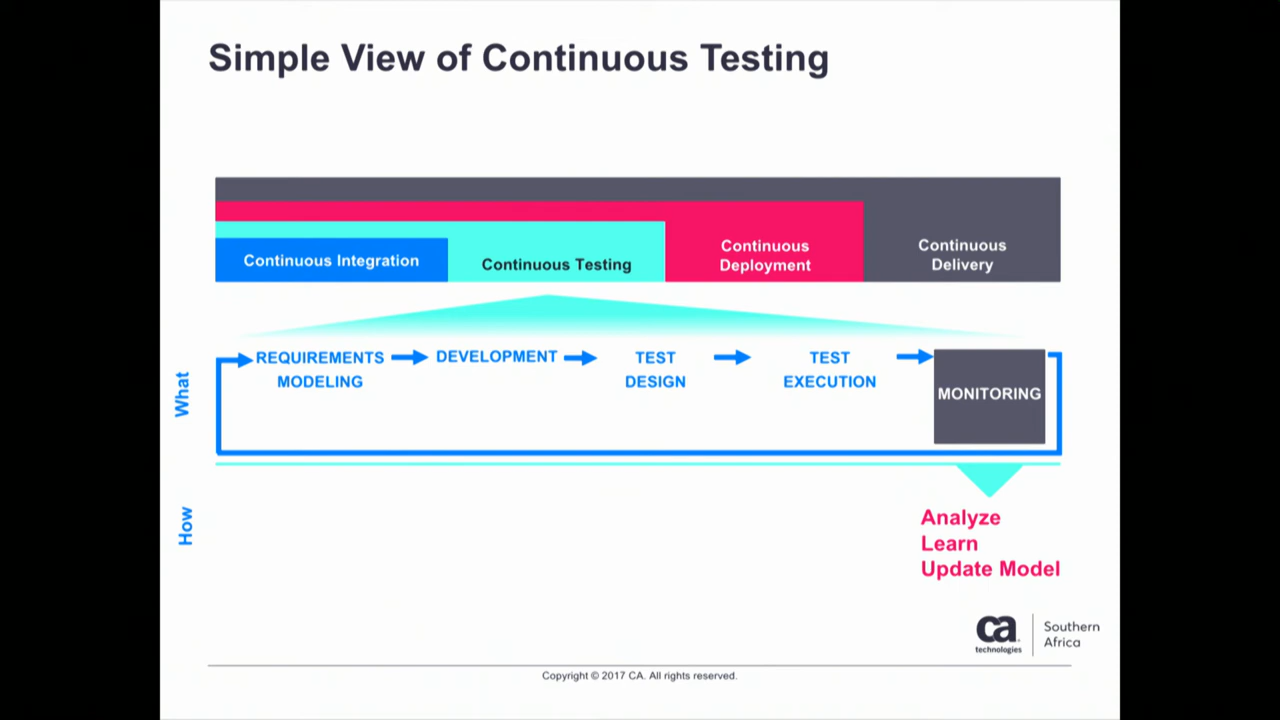 Simple View of Continuous Testing
Continuous Integration
Continuous Testing
Continuous
Deployment
Continuous
Delivery
What
REQUIREMENTS
MODELING
DEVELOPMENT
TEST
DESIGN
TEST
EXECUTION
MONITORING
How
Analyze
Learn
Update Model
ca
technologies
Southern
Africa
Copyright © 2017 CA. All rights reserved.